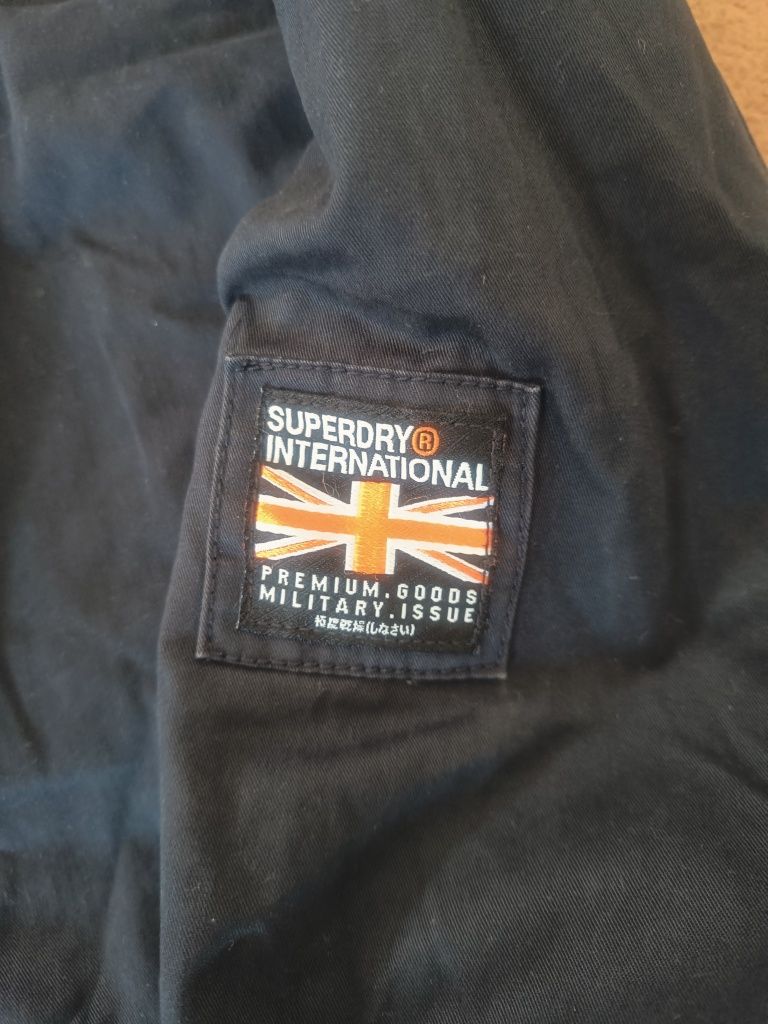 SUPERDRY®
INTERNATIONAL
PREMIUM.GOODS
MILITARY.ISSUE
極度乾燥(しなさい)